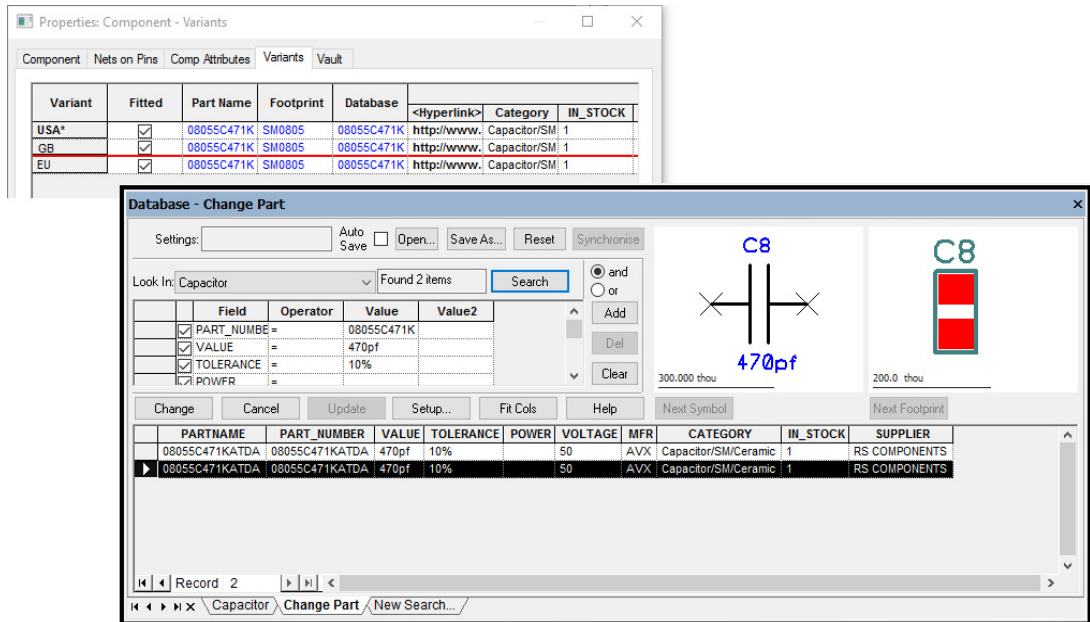 Properties: Component - Variants
Component Nets on Pins Comp Attributes Variants Vault
Variant Fitted Part Name Footprint Database <Hyperlink> Category IN_STOCK
USA* 08055C471K SM0805 08055C471K http://www. Capacitor/SM 1
GB 08055C471K SM0805 08055C471K http://www. Capacitor/SM 1
EU 08055C471K SM0805 08055C471K http://www. Capacitor/SM 1
Database - Change Part
Settings: Auto Save Open... Save As... Reset Synchronise
Look In: Capacitor Found 2 items Search and
or
Field Operator Value Value2 Add
PART_NUMBE = 08055C471K
VALUE = 470pf Del
TOLERANCE = 10%
POWER = Clear
C8
470pf
300.000 thou
C8
200.0 thou
Change Cancel Update Setup... Fit Cols Help Next Symbol Next Footprint
PARTNAME PART_NUMBER VALUE TOLERANCE POWER VOLTAGE MFR CATEGORY IN_STOCK SUPPLIER
08055C471KATDA 08055C471KATDA 470pf 10% 50 AVX Capacitor/SM/Ceramic 1 RS COMPONENTS
08055C471KATDA 08055C471KATDA 470pf 10% 50 AVX Capacitor/SM/Ceramic 1 RS COMPONENTS
Record 2
Capacitor Change Part New Search...